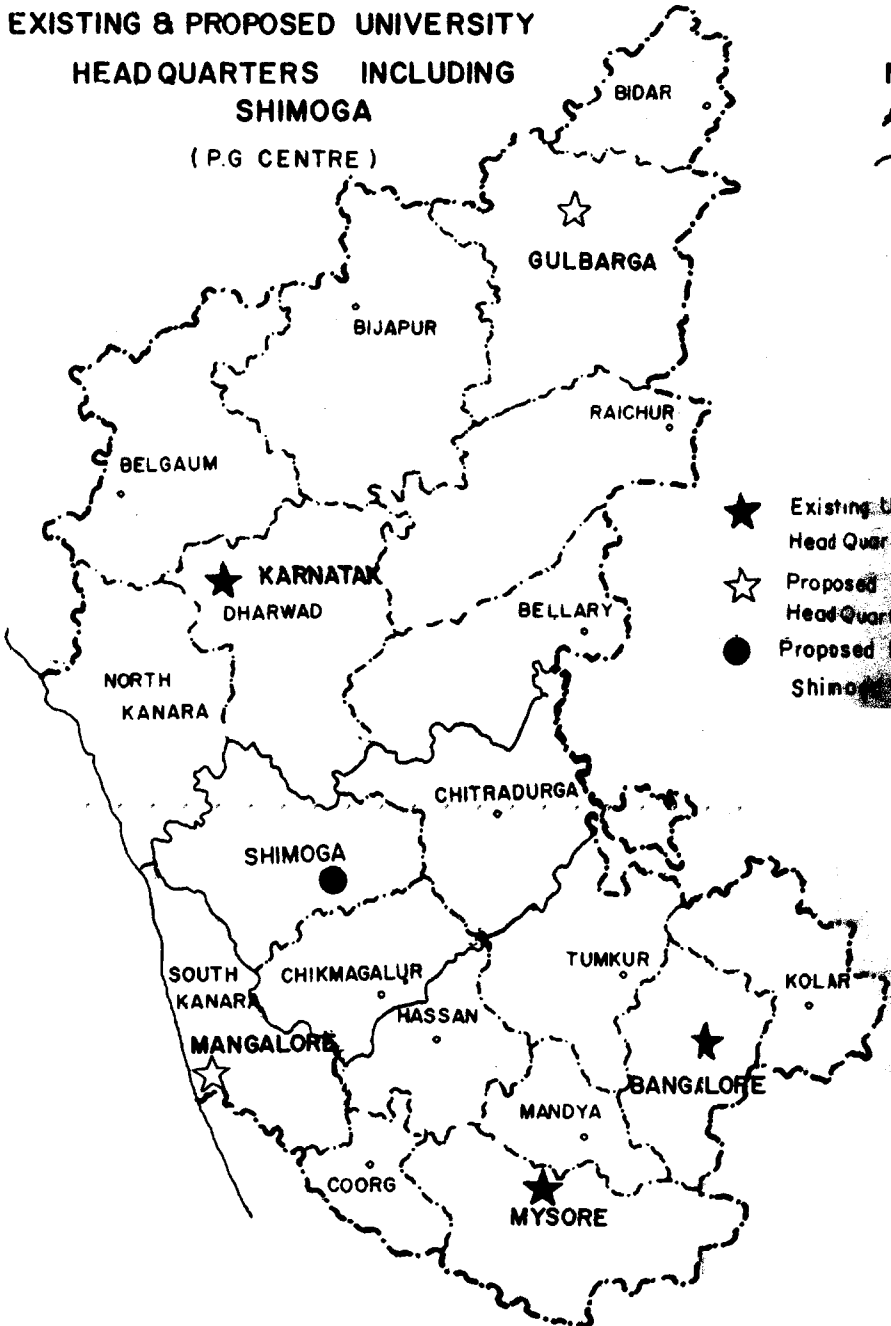 EXISTING & PROPOSED UNIVERSITY
HEADQUARTERS INCLUDING
SHIMOGA
(P.G CENTRE)
BIDAR
GULBARGA
BIJAPUR
RAICHUR
BELGAUM
Existing
Head
KARNATAK
DHARWAD
Proposed
Head
BELLARY
Proposed
NORTH
KANARA
CHITRADURGA
SHIMOGA
SOUTH
KANARA
CHIKMAGALUR
TUMKUR
KOLAR
HASSAN
MANGALORE
BANGALORE
MANDYA
COORG
MYSORE